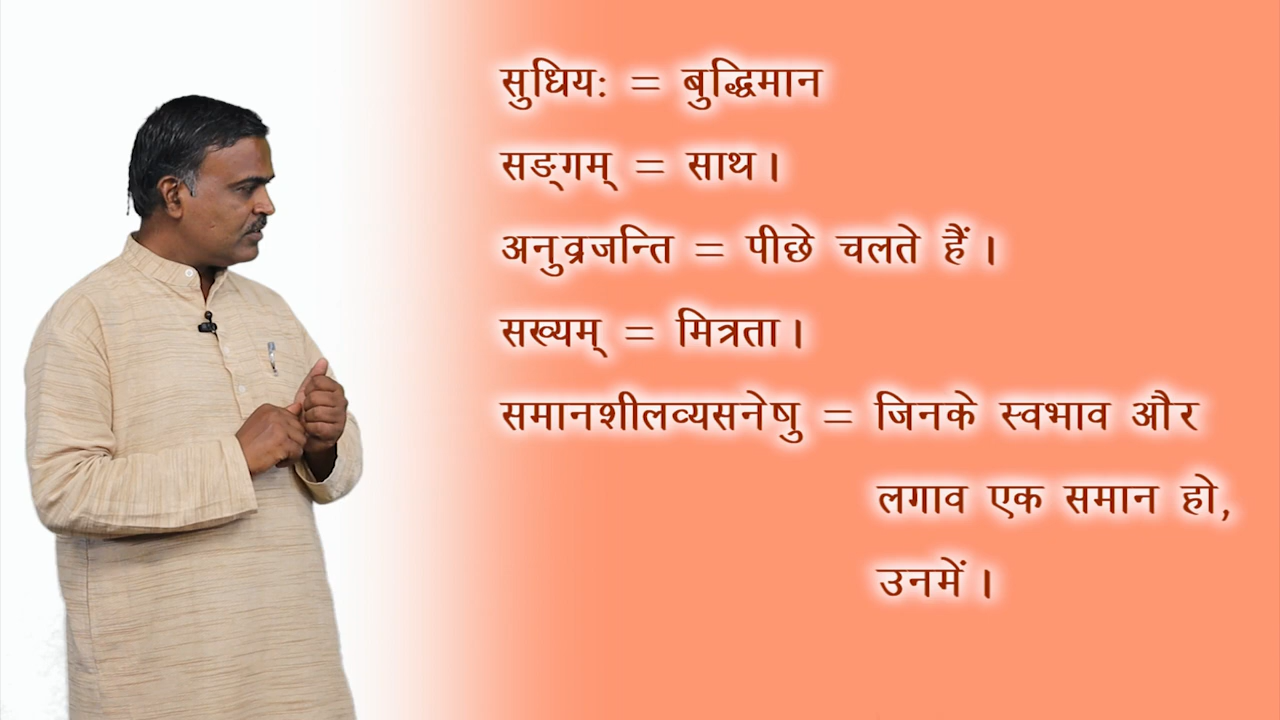 सुधियः = बुद्धिमान
सङ्गम् = साथ।
अनुव्रजन्ति = पीछे चलते हैं।
सख्यम् = मित्रता।
समानशीलव्यसनेषु = जिनके स्वभाव और
लगाव एक समान हो,
उनमें।